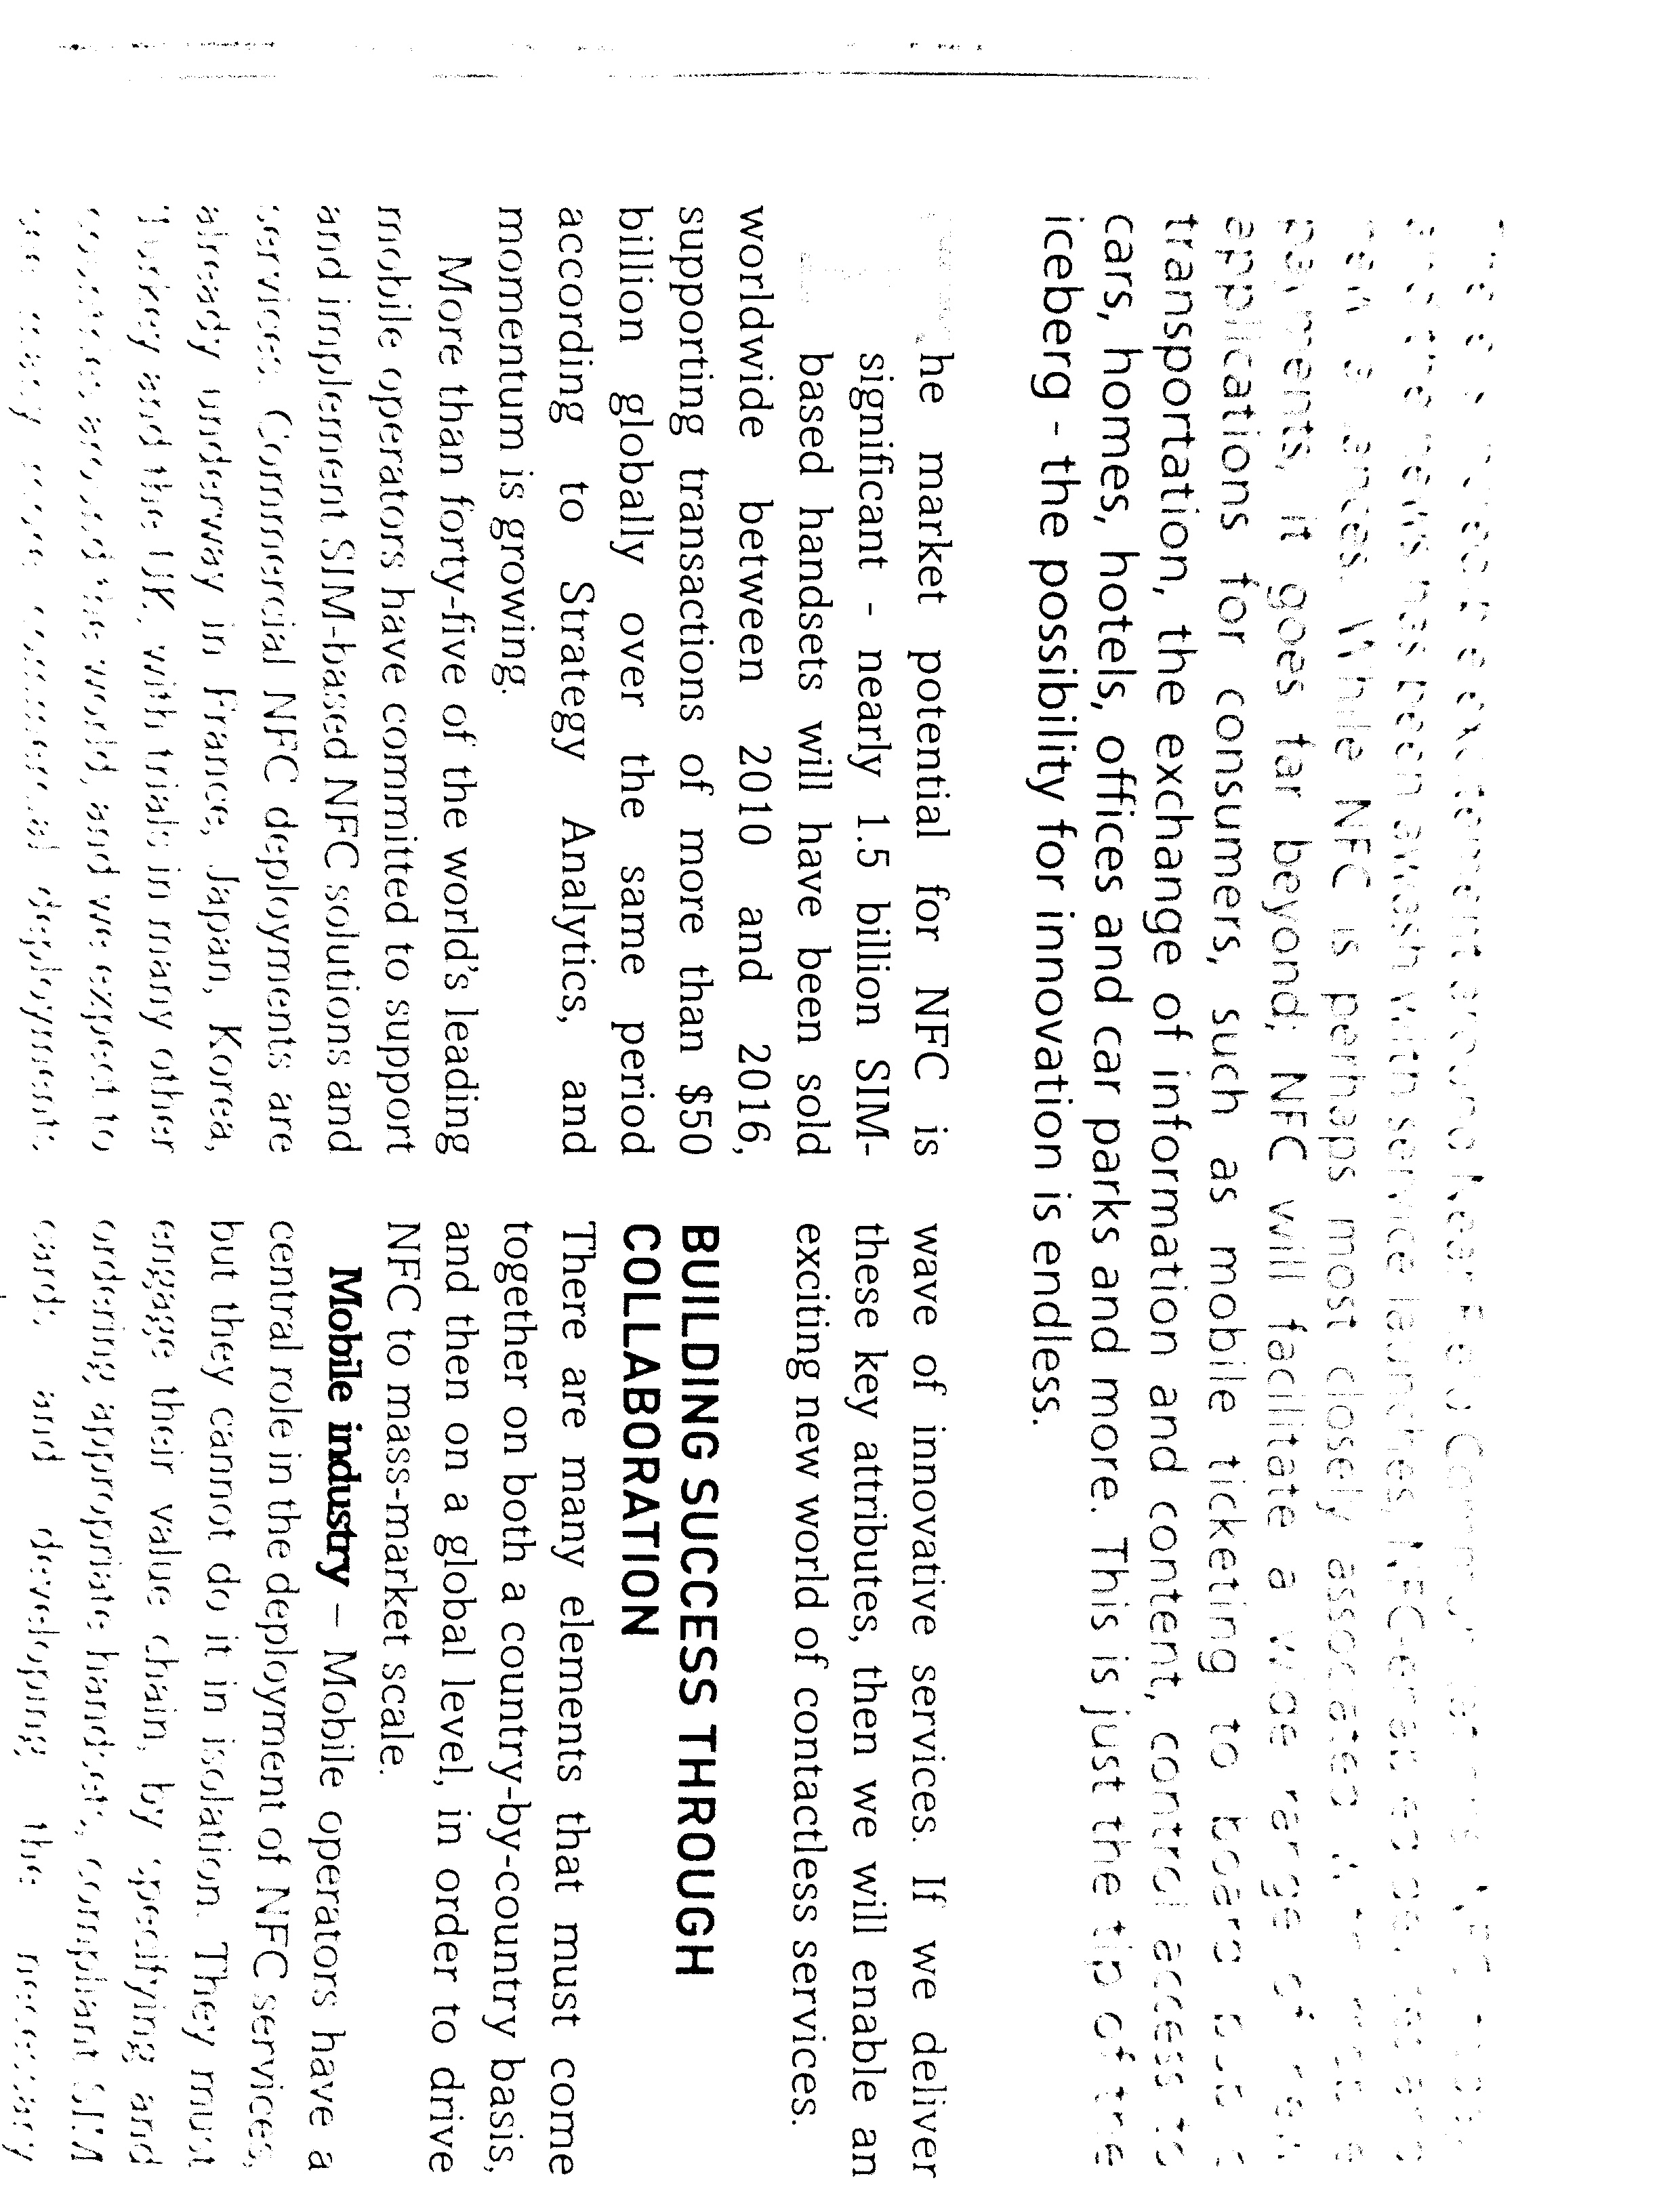 excitement around Near Field
the news has been awash with service launches, NFC-enabled
While NFC is perhaps most closely associated
payments, it goes far beyond; NFC will facilitate a wide range of new
applications for consumers, such as mobile ticketing to board
transportation, the exchange of information and content, control access to
cars, homes, hotels, offices and car parks and more. This is just the tip of the
iceberg - the possibility for innovation is endless.
he market potential for NFC is
significant - nearly 1.5 billion SIM-
based handsets will have been sold
worldwide between 2010 and 2016,
supporting transactions of more than $50
billion globally over the same period
according to Strategy Analytics, and
momentum is growing.
More than forty-five of the world's leading
mobile operators have committed to support
and implement SIM-based NFC solutions and
services. Commercial NFC deployments are
already underway in France, Japan, Korea,
Turkey and the UK, with trials in many other
countries around the world, and we expect to
see many more commercial deployments
wave of innovative services. If we deliver
these key attributes, then we will enable an
exciting new world of contactless services.
BUILDING SUCCESS THROUGH
COLLABORATION
There are many elements that must come
together on both a country-by-country basis,
and then on a global level, in order to drive
NFC to mass-market scale.
Mobile industry – Mobile operators have a
central role in the deployment of NFC services,
but they cannot do it in isolation. They must
engage their value chain, by specifying and
ordering appropriate handsets, compliant SIM
cards and developing the necessary